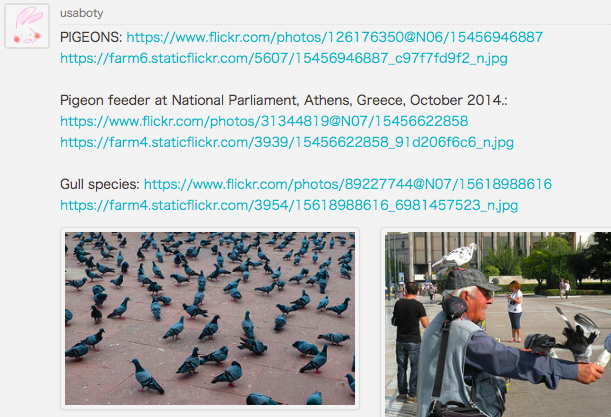 usaboty
PIGEONS: https://www.flickr.com/photos/126176350@N06/15456946887
https://farm6.staticflickr.com/5607/15456946887_c97f7fd9f2_n.jpg
Pigeon feeder at National Parliament, Athens, Greece, October 2014.:
https://www.flickr.com/photos/31344819@N07/15456622858
https://farm4.staticflickr.com/3939/15456622858_91d206f6c6_n.jpg
Gull species: https://www.flickr.com/photos/89227744@N07/15618988616
https://farm4.staticflickr.com/3954/15618988616_6981457523_n.jpg